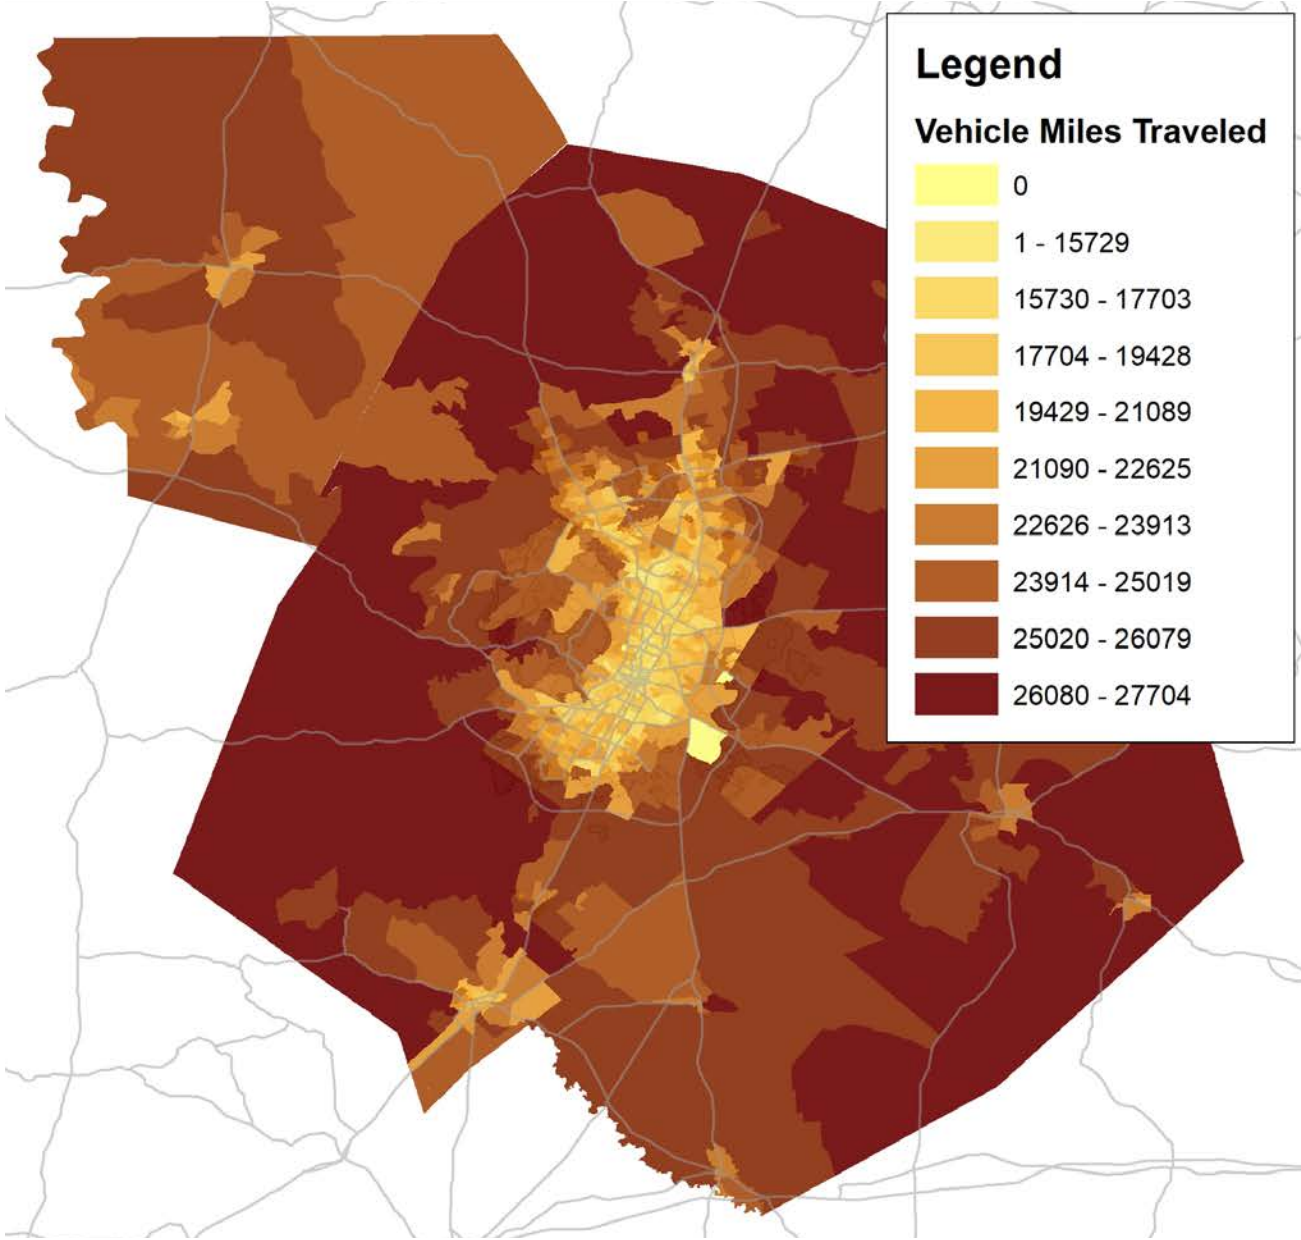 Legend
Vehicle Miles Traveled
0
1 - 15729
15730 - 17703
17704 - 19428
19429 - 21089
21090 - 22625
22626 - 23913
23914 - 25019
25020 - 26079
26080 - 27704